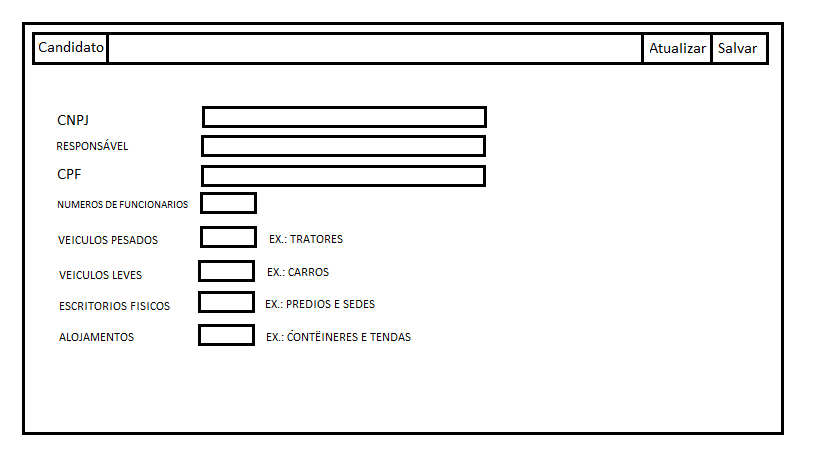 Candidato Atualizar Salvar
CNPJ
RESPONSÁVEL
CPF
NUMEROS DE FUNCIONARIOS
VEICULOS PESADOS EX.: TRATORES
VEICULOS LEVES EX.: CARROS
ESCRITORIOS FISICOS EX.: PREDIOS E SEDES
ALOJAMENTOS EX.: CONTËINERES E TENDAS